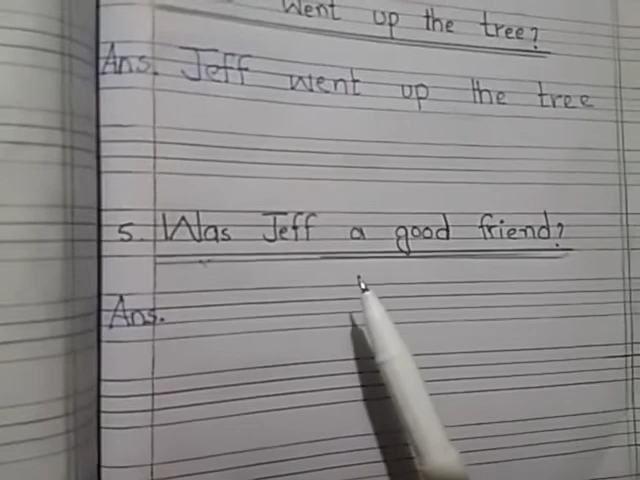 Went up the tree?
Ans. Jeff went up the tree
5. Was Jeff a good friend?
Ans.